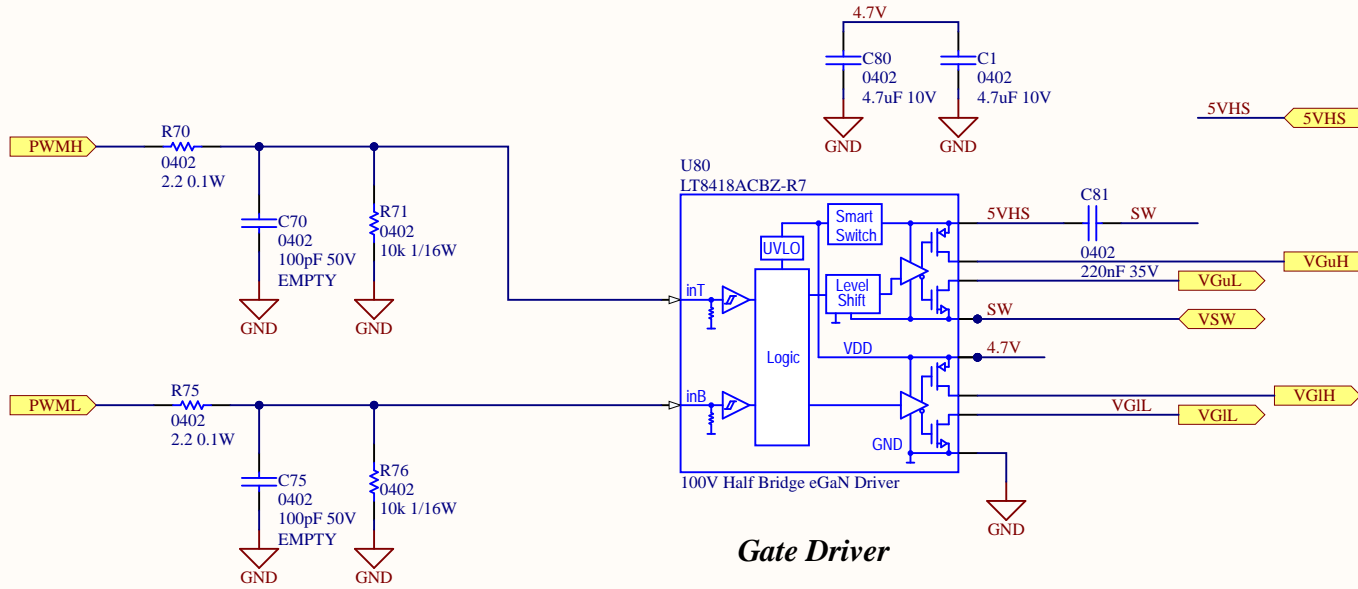 4.7V
C80
0402
4.7uF 10V
GND
C1
0402
4.7uF 10V
GND
5VHS
5VHS
PWMH
R70
0402
2.2 0.1W
C70
0402
100pF 50V
EMPTY
GND
R71
0402
10k 1/16W
GND
U80
LT8418ACBZ-R7
Smart
Switch
UVLO
inT
Level
Shift
Logic
VDD
inB
GND
100V Half Bridge eGaN Driver
5VHS
C81
SW
0402
220nF 35V
VGuH
VGuL
SW
VSW
4.7V
VGlH
VGlL
VGlL
GND
PWML
R75
0402
2.2 0.1W
C75
0402
100pF 50V
EMPTY
GND
R76
0402
10k 1/16W
GND
Gate Driver